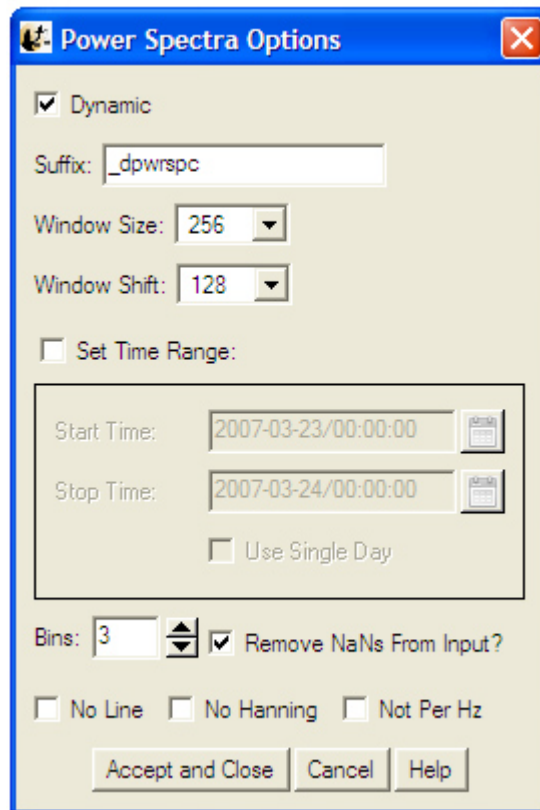 Power Spectra Options
Dynamic
Suffix: _dpwrspc
Window Size: 256
Window Shift: 128
Set Time Range:
Start Time: 2007-03-23/00:00:00
Stop Time: 2007-03-24/00:00:00
Use Single Day
Bins: 3 Remove NaNs From Input?
No Line No Hanning Not Per Hz
Accept and Close Cancel Help